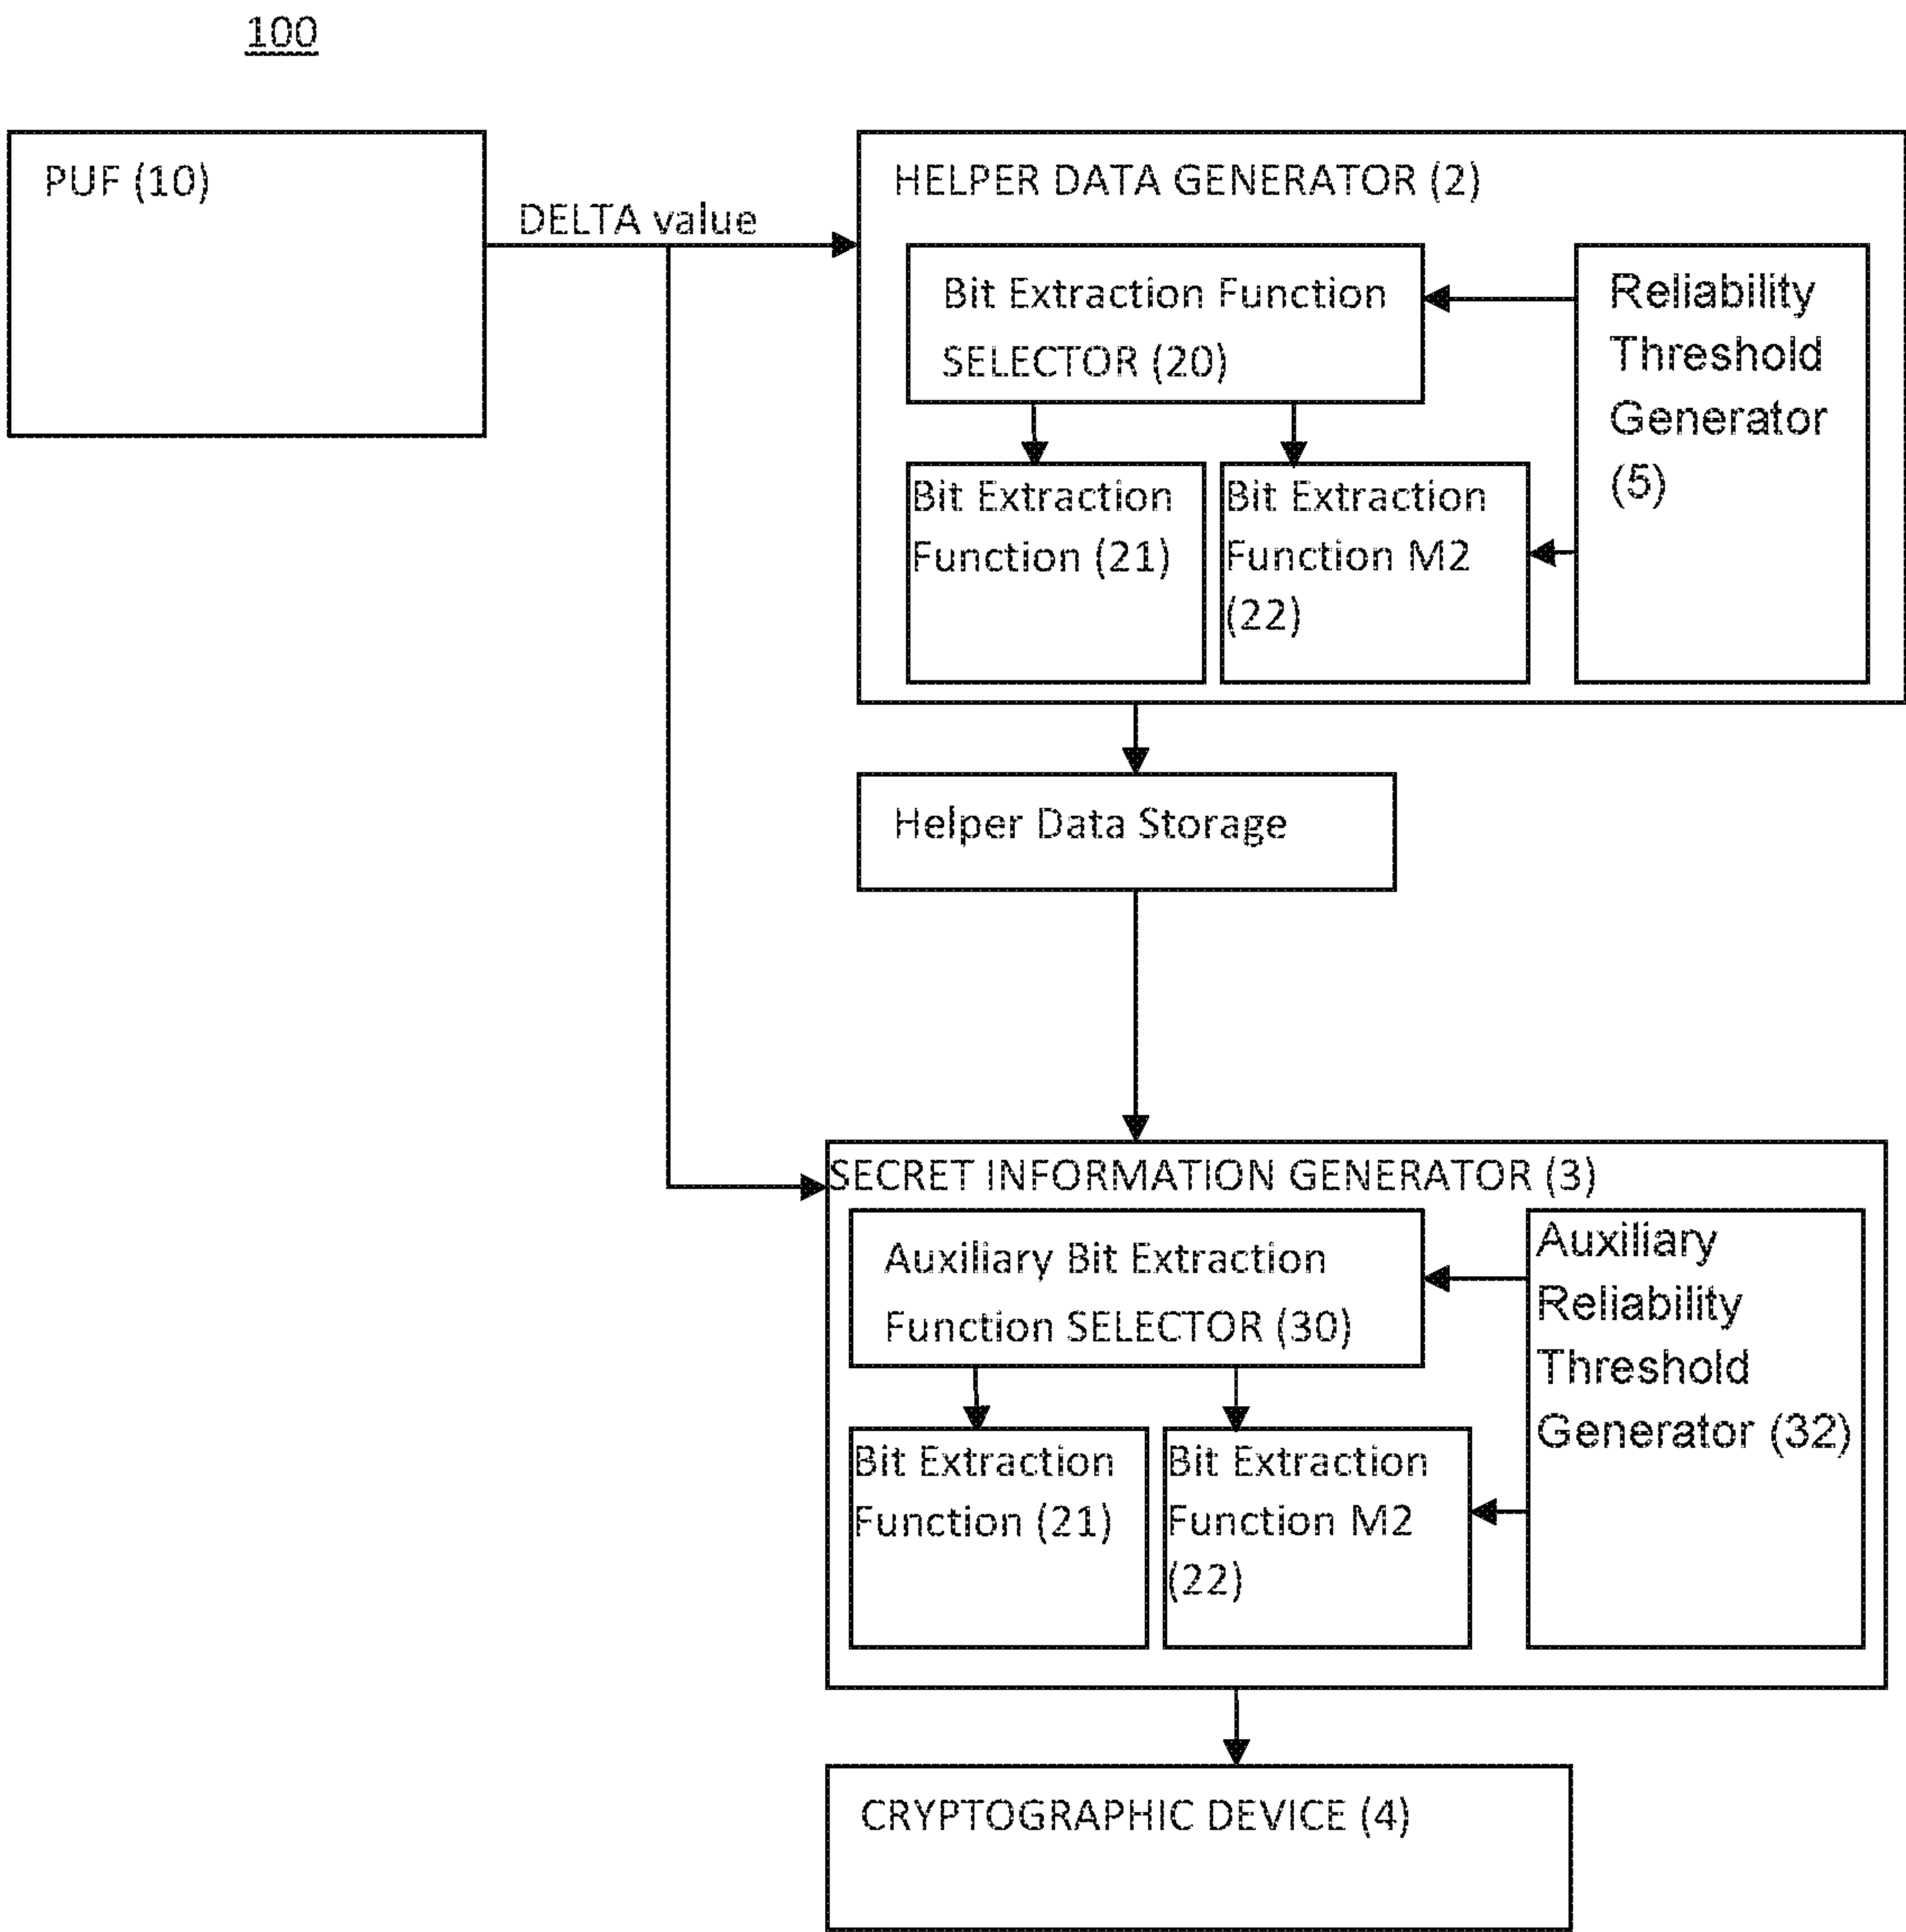 100
PUF (10)
DELTA value
HELPER DATA GENERATOR (2)
Bit Extraction Function
SELECTOR (20)
Reliability
Threshold
Generator
(5)
Bit Extraction
Function (21)
Bit Extraction
Function M2
(22)
Helper Data Storage
SECRET INFORMATION GENERATOR (3)
Auxiliary Bit Extraction
Function SELECTOR (30)
Auxiliary
Reliability
Threshold
Generator (32)
Bit Extraction
Function (21)
Bit Extraction
Function M2
(22)
CRYPTOGRAPHIC DEVICE (4)